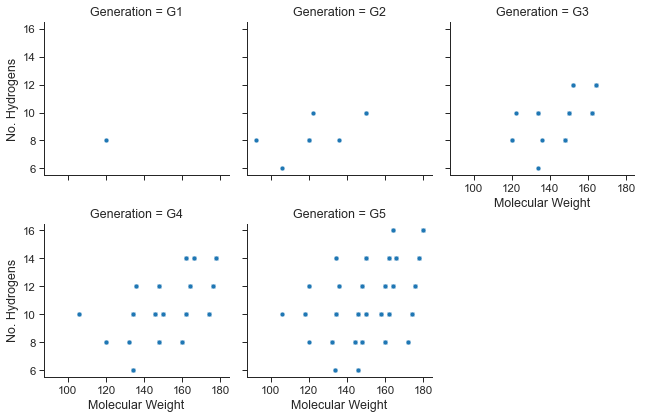 Generation = G1
Generation = G2
Generation = G3
16
14
12
10
8
6
No. Hydrogens
100 120 140 160 180
Molecular Weight
Generation = G4
Generation = G5
16
14
12
10
8
6
No. Hydrogens
100 120 140 160 180
Molecular Weight
100 120 140 160 180
Molecular Weight